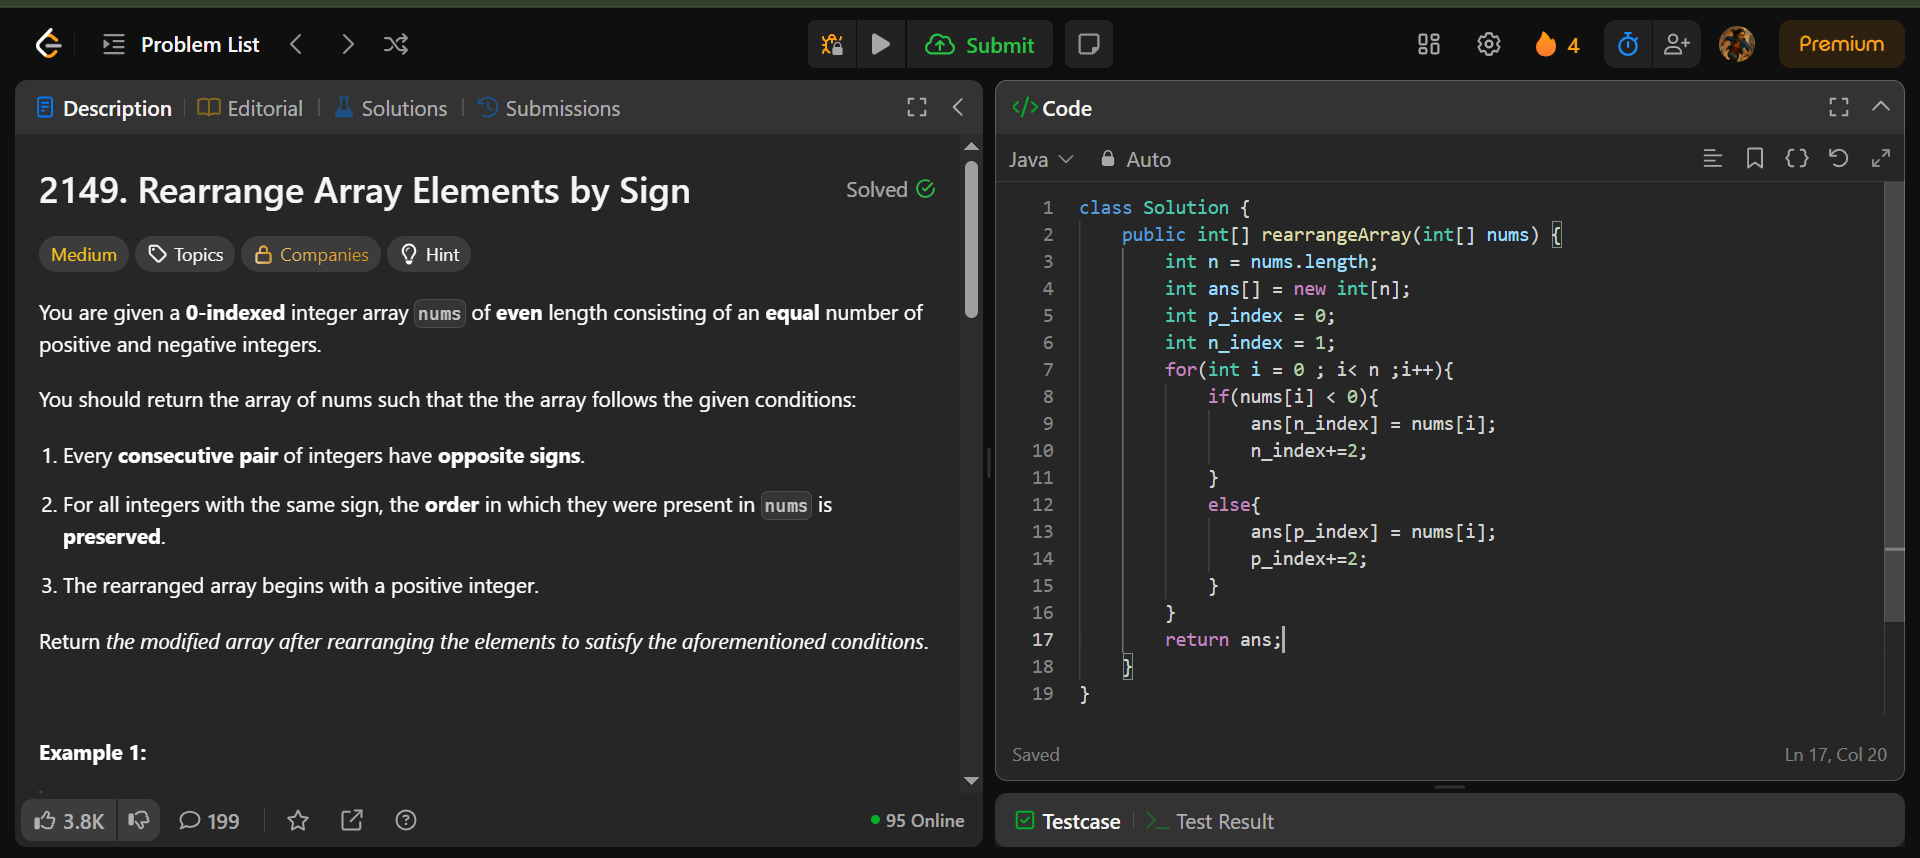 Problem List
Submit
4
Premium
Description
Editorial
Solutions
Submissions
2149. Rearrange Array Elements by Sign
Solved
Medium
Topics
Companies
Hint
You are given a 0-indexed integer array nums of even length consisting of an equal number of
positive and negative integers.
You should return the array of nums such that the the array follows the given conditions:
1. Every consecutive pair of integers have opposite signs.
2. For all integers with the same sign, the order in which they were present in nums is
preserved.
3. The rearranged array begins with a positive integer.
Return the modified array after rearranging the elements to satisfy the aforementioned conditions.
Example 1:
3.8K
199
95 Online
</> Code
Java
Auto
1 class Solution {
2     public int[] rearrangeArray(int[] nums) {
3         int n = nums.length;
4         int ans[] = new int[n];
5         int p_index = 0;
6         int n_index = 1;
7         for(int i = 0 ; i< n ;i++){
8             if(nums[i] < 0){
9                 ans[n_index] = nums[i];
10                 n_index+=2;
11             }
12             else{
13                 ans[p_index] = nums[i];
14                 p_index+=2;
15             }
16         }
17         return ans;
18     }
19 }
Saved
Ln 17, Col 20
Testcase
Test Result